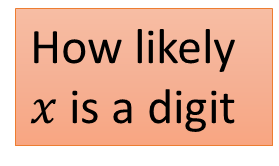 How likely
𝑥 is a digit